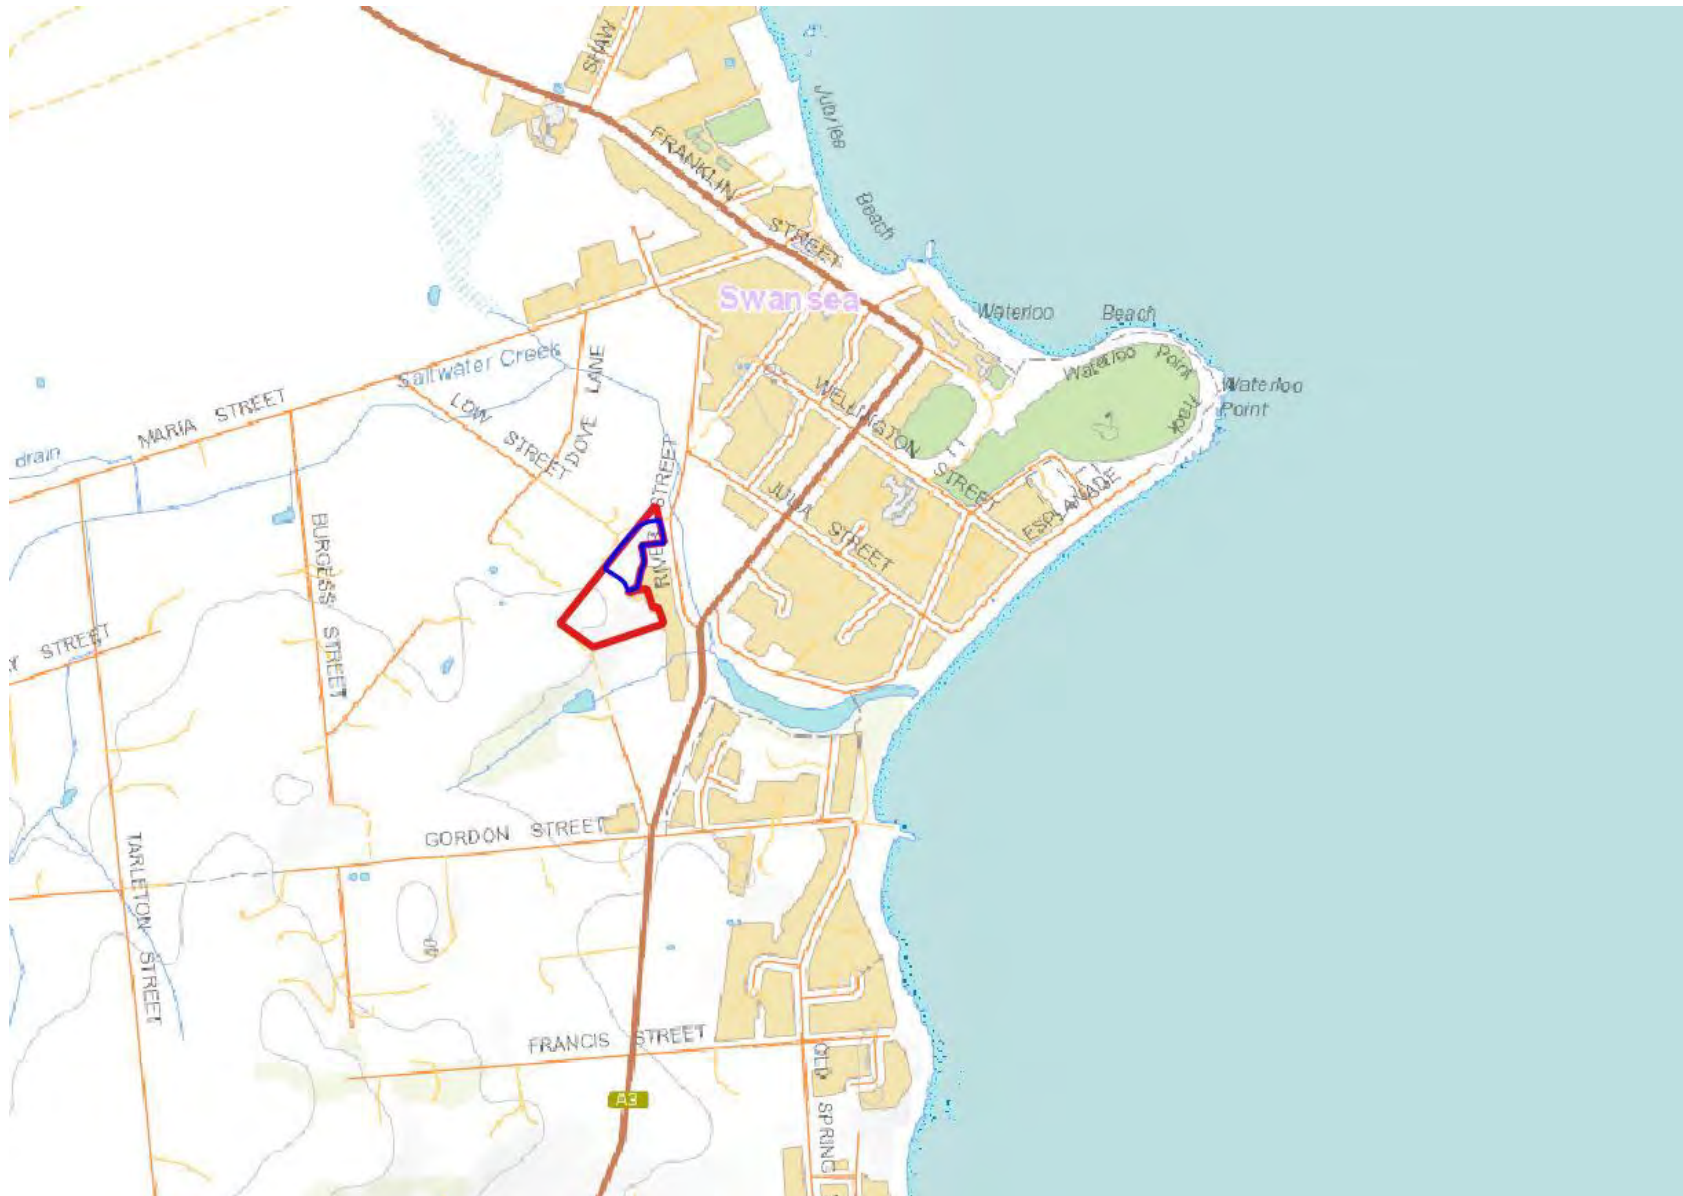 SHAW
Jubilee
FRANKLIN
Beach
STREET
Swansea
Waterloo Beach
Saltwater Creek
Waterloo Point
Track
Waterloo
Point
MARIA STREET
LOW
STREET
DOVE LANE
WELLINGTON
STREET
drain
RIVER STREET
JULIA
STREET
ESPLANADE
BURGESS STREET
STREET
GORDON STREET
TARLETON STREET
FRANCIS STREET
A3
OLD SPRING